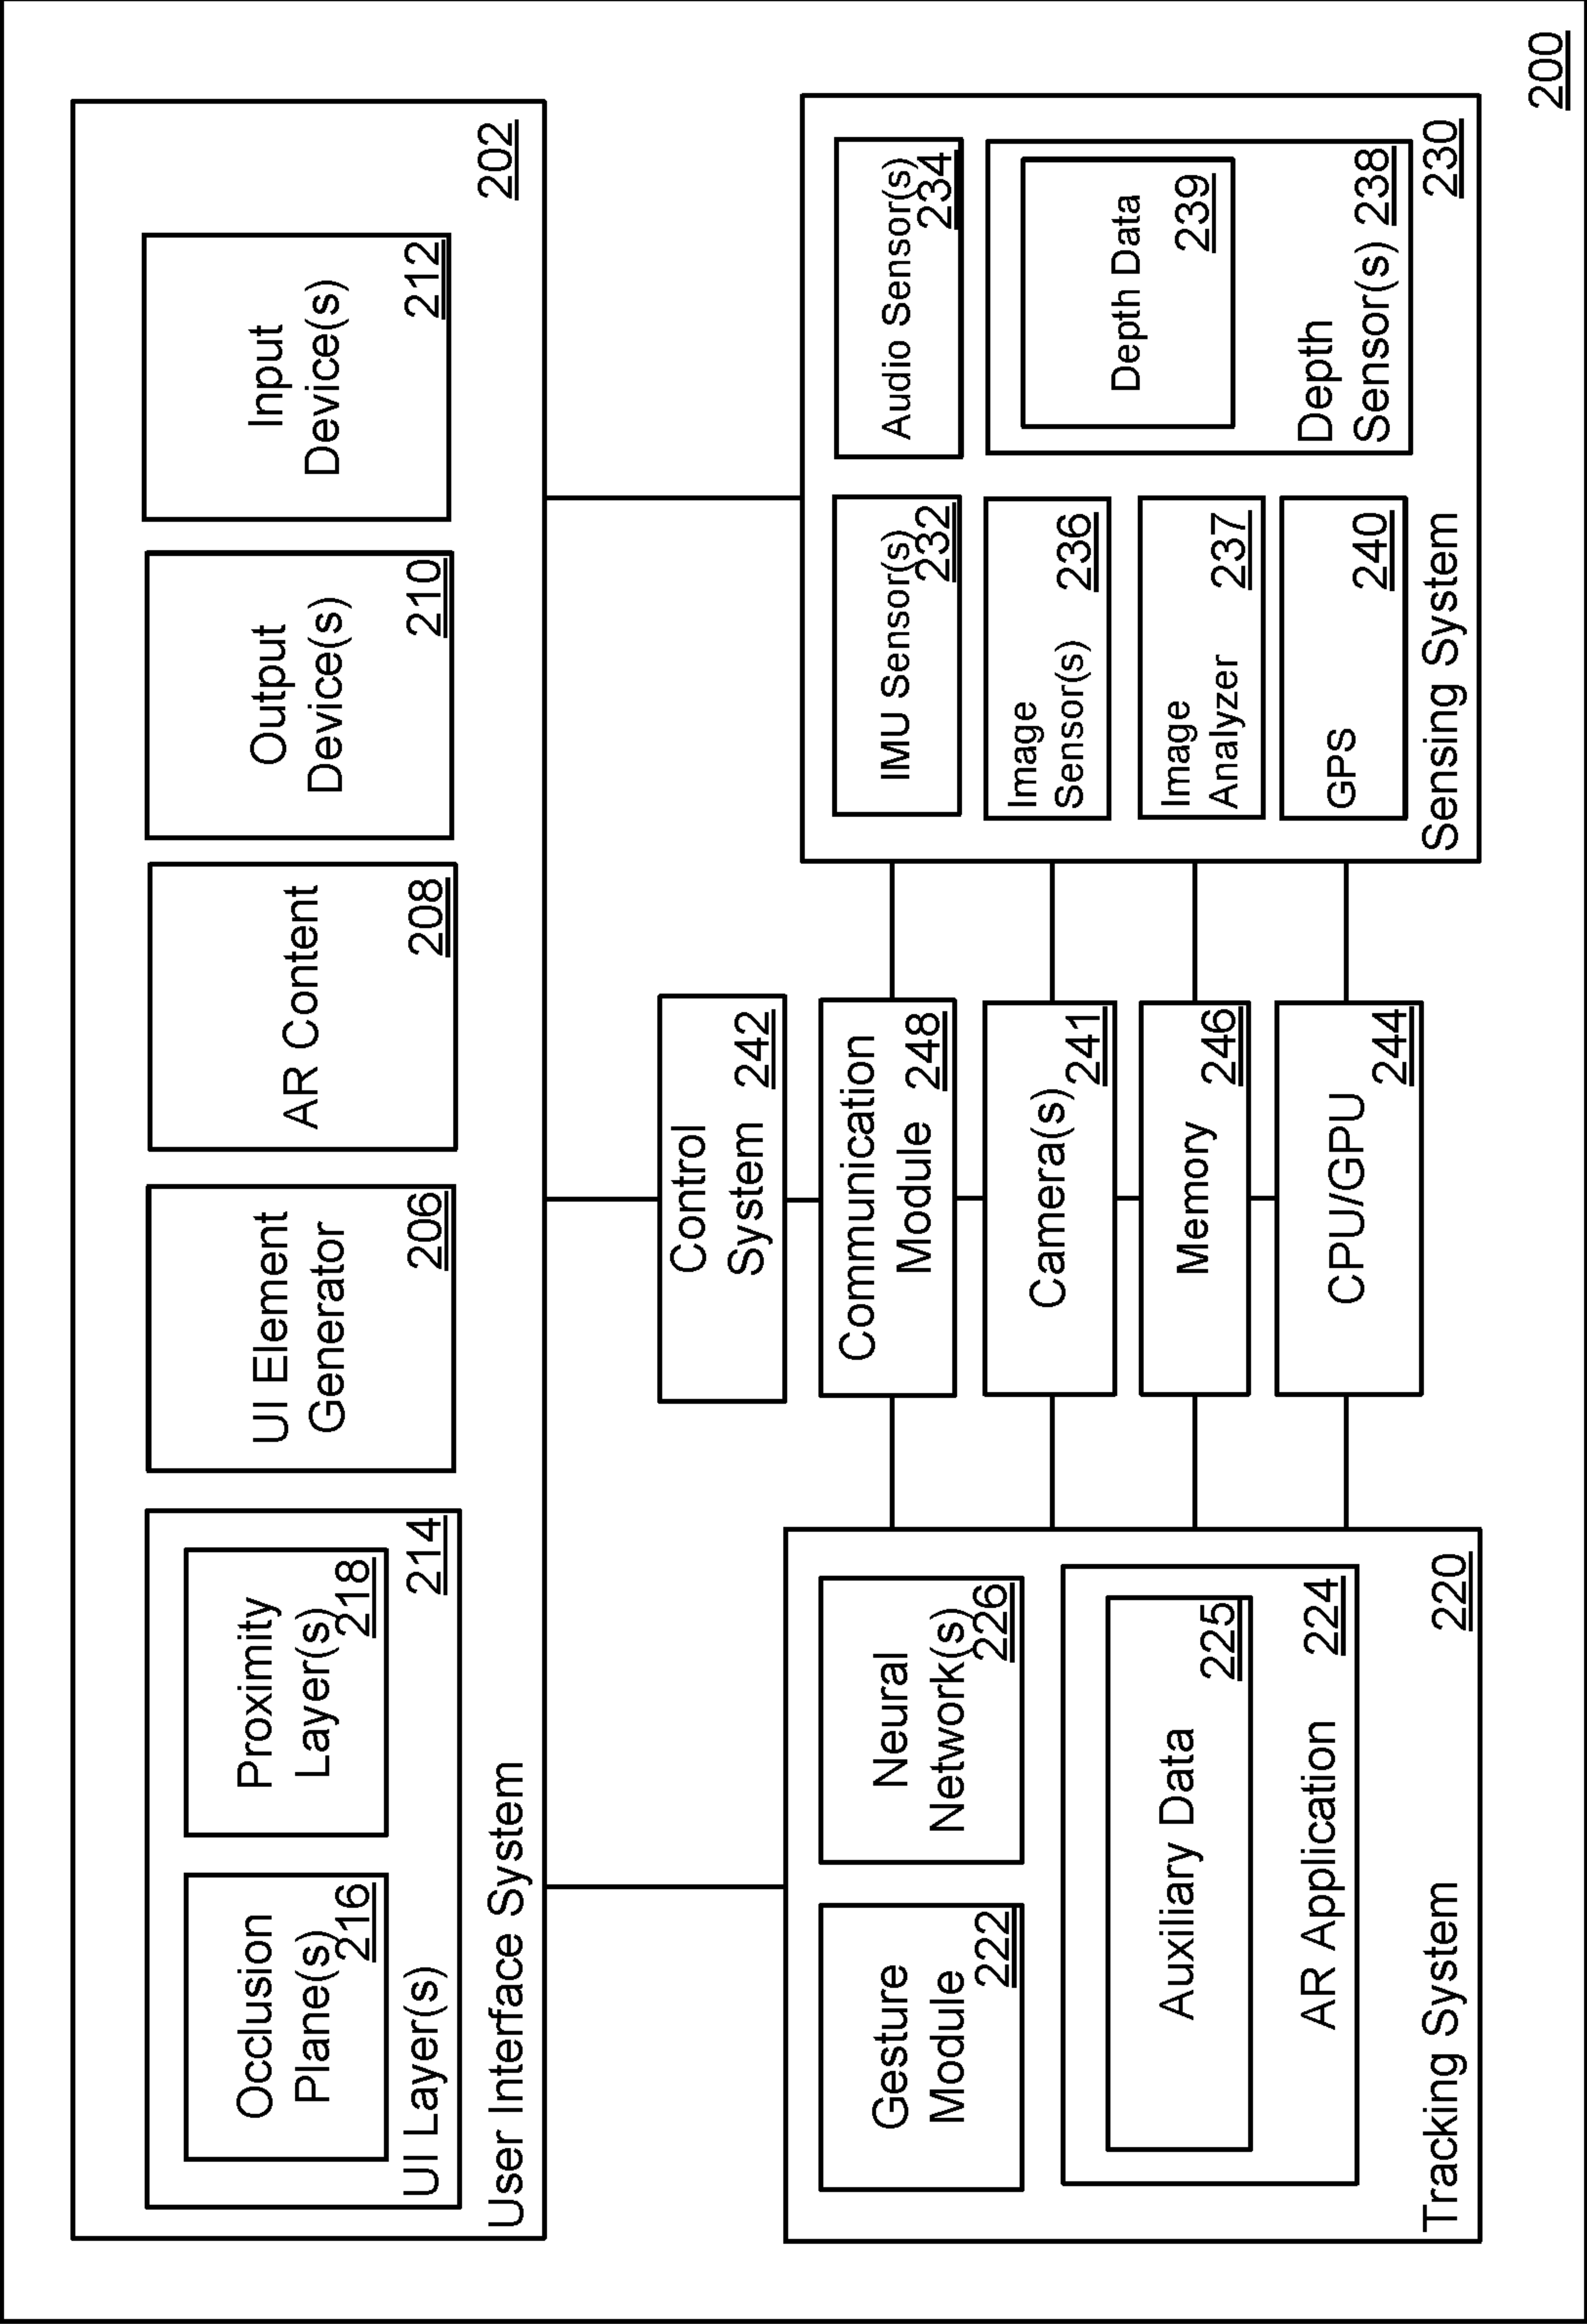 Occlusion
Plane(s)
216
Proximity
Layer(s)
218
UI Layer(s)
214
UI Element
Generator
206
AR Content
208
Output
Device(s)
210
Input
Device(s)
212
User Interface System
202
Control
System 242
Gesture
Module
222
Neural
Network(s)
226
Auxiliary Data
225
AR Application 224
Tracking System
220
Communication
Module 248
Camera(s)
241
Memory
246
CPU/GPU
244
IMU Sensor(s)
232
Audio Sensor(s)
234
Image
Sensor(s)
236
Image
Analyzer
237
GPS
240
Depth Data
239
Depth
Sensor(s) 238
Sensing System
230
200